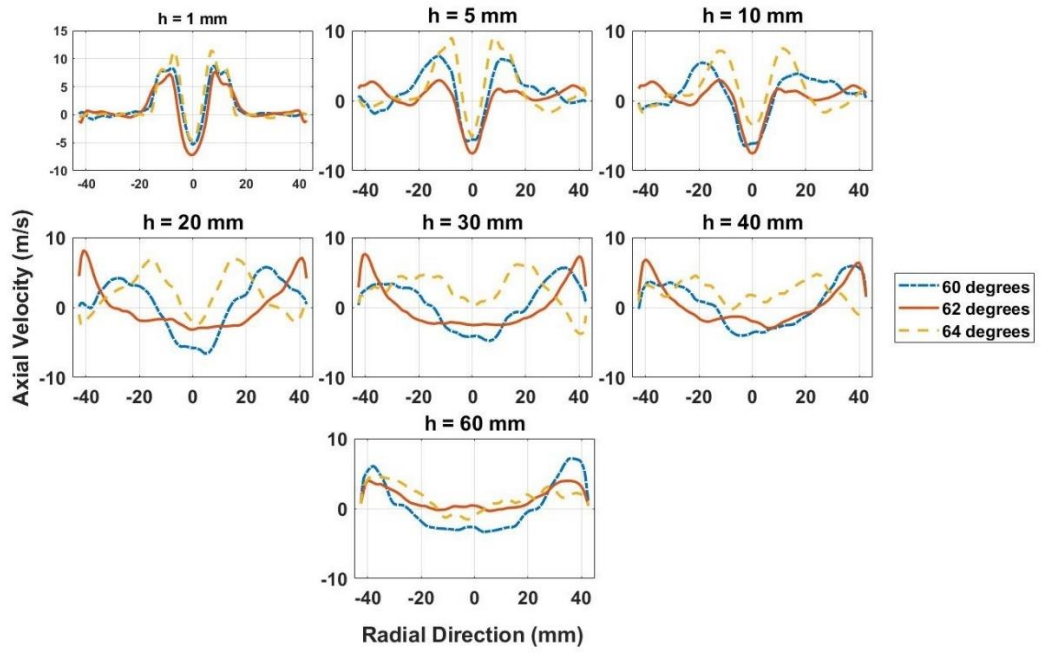 h = 1 mm
h = 5 mm
h = 10 mm
15
10
5
0
-5
-10
-40 -20 0 20 40
10
0
-10
-40 -20 0 20 40
10
0
-10
-40 -20 0 20 40
h = 20 mm
h = 30 mm
h = 40 mm
10
0
-10
-40 -20 0 20 40
10
0
-10
-40 -20 0 20 40
10
0
-10
-40 -20 0 20 40
Axial Velocity (m/s)
60 degrees
62 degrees
64 degrees
h = 60 mm
10
0
-10
-40 -20 0 20 40
Radial Direction (mm)